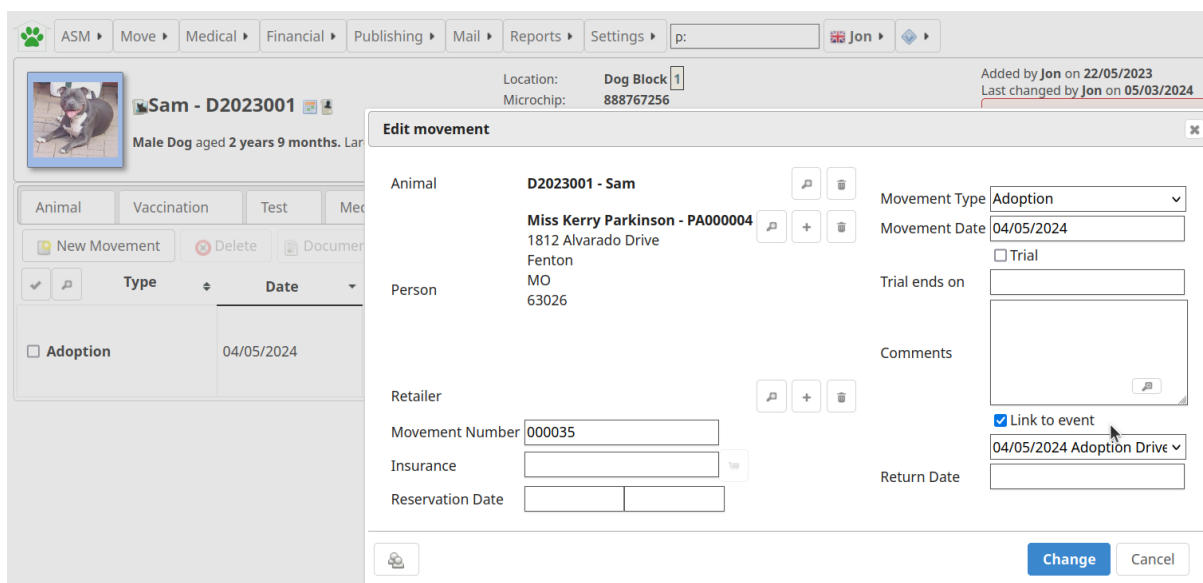 ASM Move Medical Financial Publishing Mail Reports Settings p: Jon
Location: Dog Block 1
Microchip: 888767256
Added by Jon on 22/05/2023
Last changed by Jon on 05/03/2024
Sam - D2023001
Male Dog aged 2 years 9 months. Lar
Animal Vaccination Test Med
New Movement Delete Documen
Type Date
Adoption 04/05/2024
Edit movement
Animal D2023001 - Sam
Person
Miss Kerry Parkinson - PA000004
1812 Alvarado Drive
Fenton
MO
63026
Retailer
Movement Number 000035
Insurance
Reservation Date
Movement Type Adoption
Movement Date 04/05/2024
Trial
Trial ends on
Comments
Link to event
04/05/2024 Adoption Drive
Return Date
Change Cancel